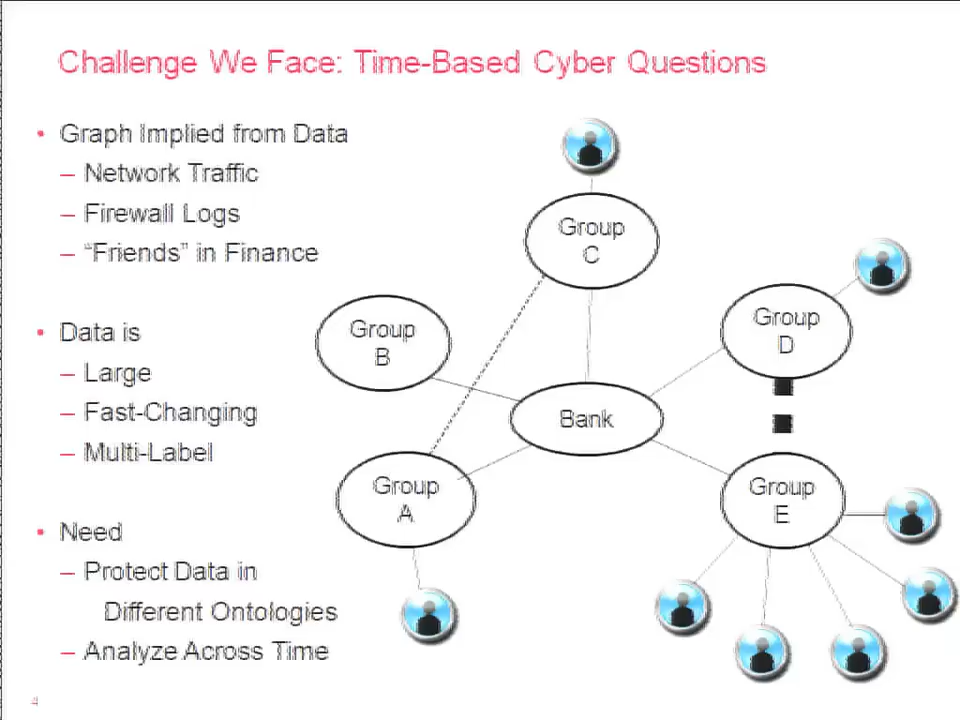 Challenge We Face: Time-Based Cyber Questions
• Graph Implied from Data
– Network Traffic
– Firewall Logs
– “Friends” in Finance
• Data is
– Large
– Fast-Changing
– Multi-Label
• Need
– Protect Data in
Different Ontologies
– Analyze Across Time
Group
C
Group
B
Group
D
Bank
Group
A
Group
E
4